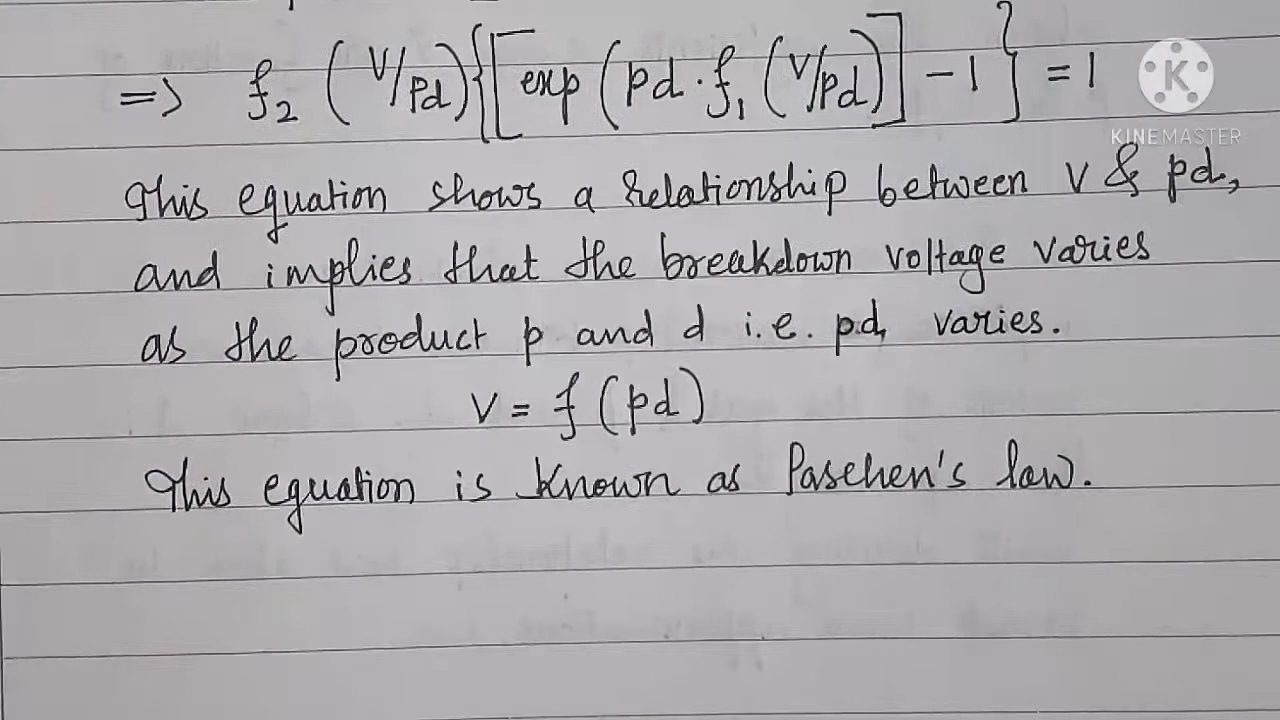 => f₂ (V/pd) {[exp (pd · f₁ (V/pd)] - 1} = 1
K
KINEMASTER
This equation shows a relationship between V & pd,
and implies that the breakdown voltage varies
as the product p and d i.e. pd, varies.
V = f (pd)
This equation is known as Paschen's law.